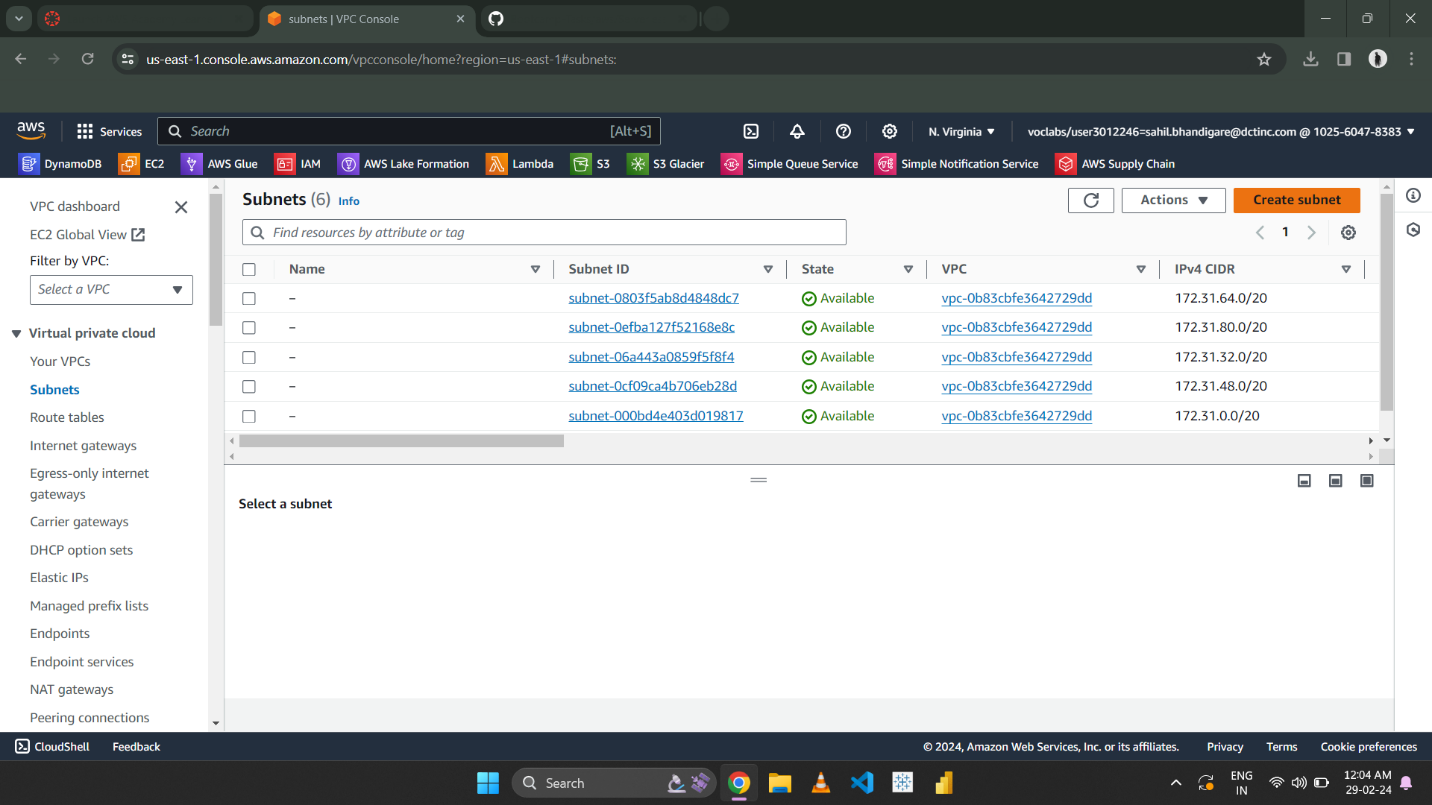 subnets | VPC Console
us-east-1.console.aws.amazon.com/vpcconsole/home?region=us-east-1#subnets:
aws Services Search [Alt+S] N. Virginia voclabs/user3012246=sahil.bhandigare@dctinc.com @ 1025-6047-8383
DynamoDB EC2 AWS Glue IAM AWS Lake Formation Lambda S3 S3 Glacier Simple Queue Service Simple Notification Service AWS Supply Chain
VPC dashboard
EC2 Global View
Filter by VPC:
Select a VPC
Virtual private cloud
Your VPCs
Subnets
Route tables
Internet gateways
Egress-only internet
gateways
Carrier gateways
DHCP option sets
Elastic IPs
Managed prefix lists
Endpoints
Endpoint services
NAT gateways
Peering connections
Subnets (6) Info Actions Create subnet
Find resources by attribute or tag 1
Name Subnet ID State VPC IPv4 CIDR
– subnet-0803f5ab8d4848dc7 Available vpc-0b83cbfe3642729dd 172.31.64.0/20
– subnet-0efba127f52168e8c Available vpc-0b83cbfe3642729dd 172.31.80.0/20
– subnet-06a443a0859f5f8f4 Available vpc-0b83cbfe3642729dd 172.31.32.0/20
– subnet-0cf09ca4b706eb28d Available vpc-0b83cbfe3642729dd 172.31.48.0/20
– subnet-000bd4e403d019817 Available vpc-0b83cbfe3642729dd 172.31.0.0/20
Select a subnet
CloudShell Feedback © 2024, Amazon Web Services, Inc. or its affiliates. Privacy Terms Cookie preferences
Search ENG 12:04 AM
IN 29-02-24